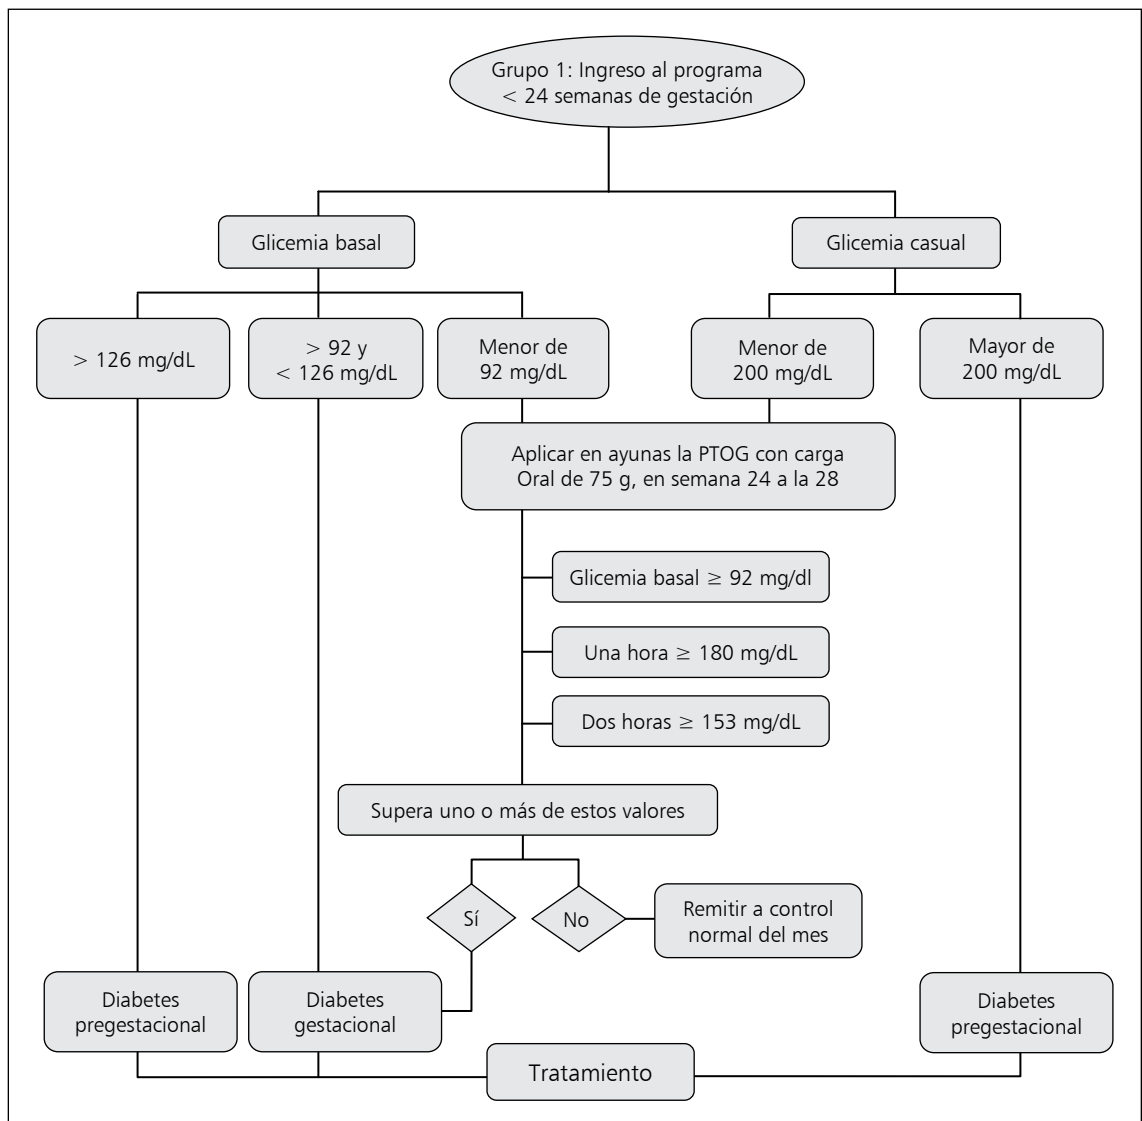 Grupo 1: Ingreso al programa
< 24 semanas de gestación
Glicemia basal
Glicemia casual
> 126 mg/dL
> 92 y
< 126 mg/dL
Menor de
92 mg/dL
Menor de
200 mg/dL
Mayor de
200 mg/dL
Aplicar en ayunas la PTOG con carga
Oral de 75 g, en semana 24 a la 28
Glicemia basal ≥ 92 mg/dl
Una hora ≥ 180 mg/dL
Dos horas ≥ 153 mg/dL
Supera uno o más de estos valores
Sí
No
Remitir a control
normal del mes
Diabetes
pregestacional
Diabetes
gestacional
Diabetes
pregestacional
Tratamiento